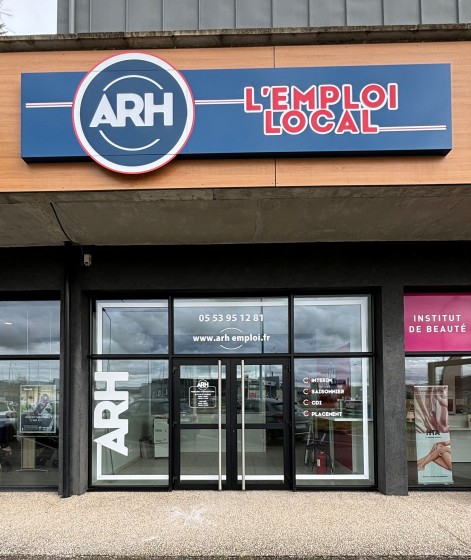 ARH
L'EMPLOI
LOCAL
05 53 95 12 81
www.arh emploi.fr
INSTITUT
DE BEAUTÉ
ARH
ARH
INTERIM
SAISONNIER
CDI
PLACEMENT